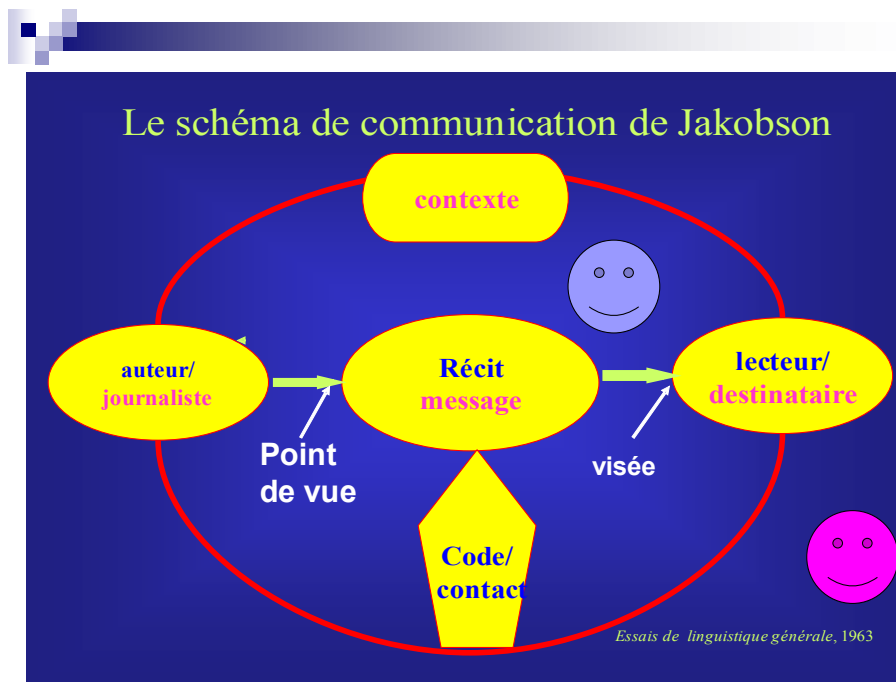 Le schéma de communication de Jakobson
contexte
auteur/
journaliste
Récit
message
lecteur/
destinataire
Point
de vue
visée
Code/
contact
Essais de linguistique générale, 1963